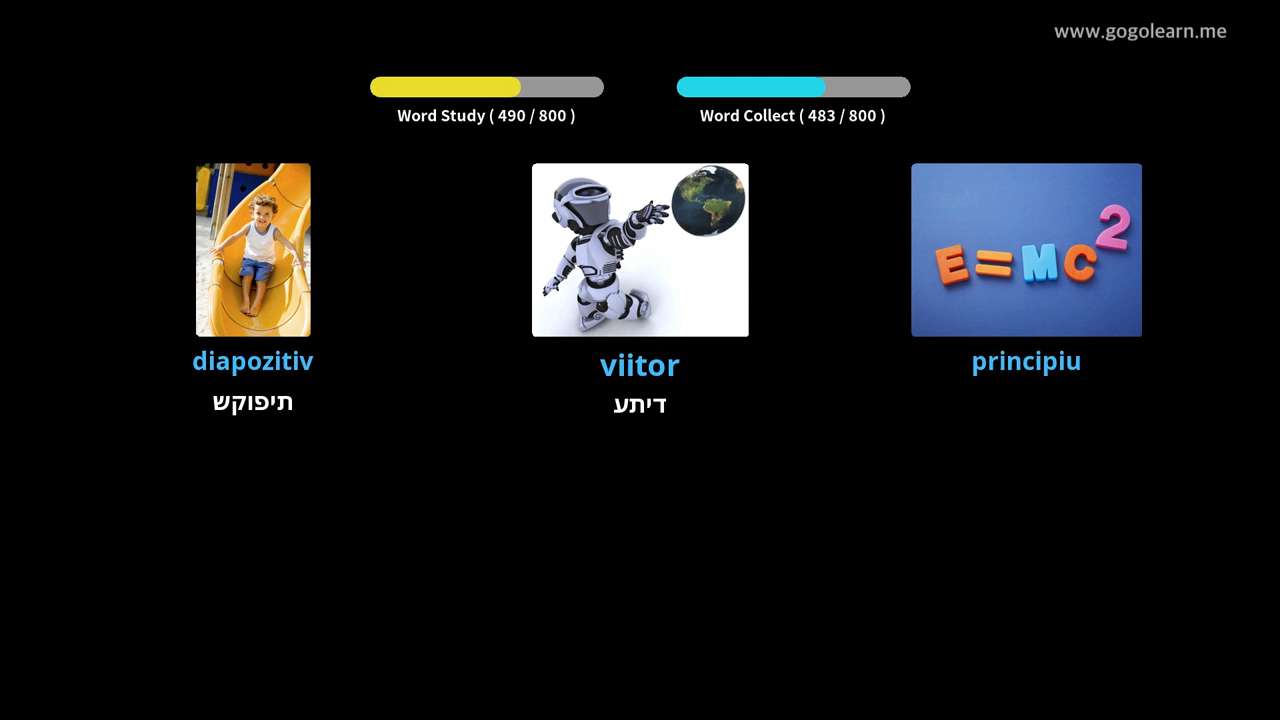 www.gogolearn.me
Word Study ( 490 / 800 )
Word Collect ( 483 / 800 )
E=MC2
diapozitiv
viitor
principiu
תיפוקש
דיתע